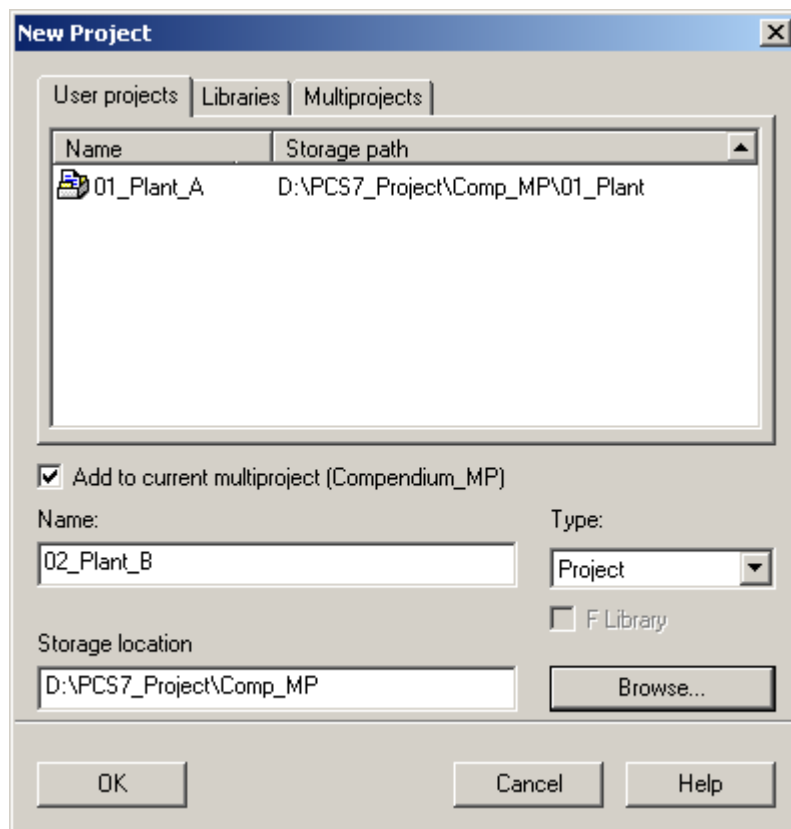 New Project
User projects Libraries Multiprojects
Name Storage path
01_Plant_A D:\PCS7_Project\Comp_MP\01_Plant
Add to current multiproject (Compendium_MP)
Name: Type:
02_Plant_B Project
F Library
Storage location
D:\PCS7_Project\Comp_MP Browse...
OK Cancel Help